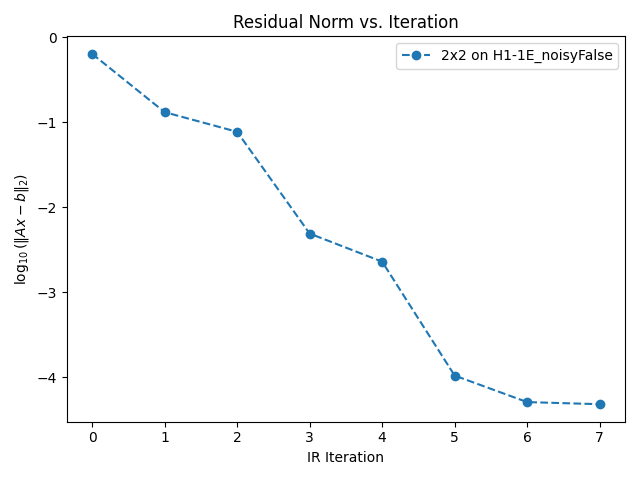 Residual Norm vs. Iteration
2x2 on H1-1E_noisyFalse
log₁₀(‖Ax − b‖₂)
0
−1
−2
−3
−4
0 1 2 3 4 5 6 7
IR Iteration